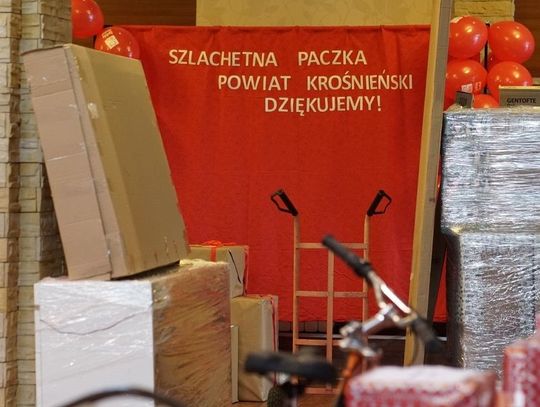 SZLACHETNA PACZKA
POWIAT KROŚNIEŃSKI
DZIĘKUJEMY!
GENTOFTE